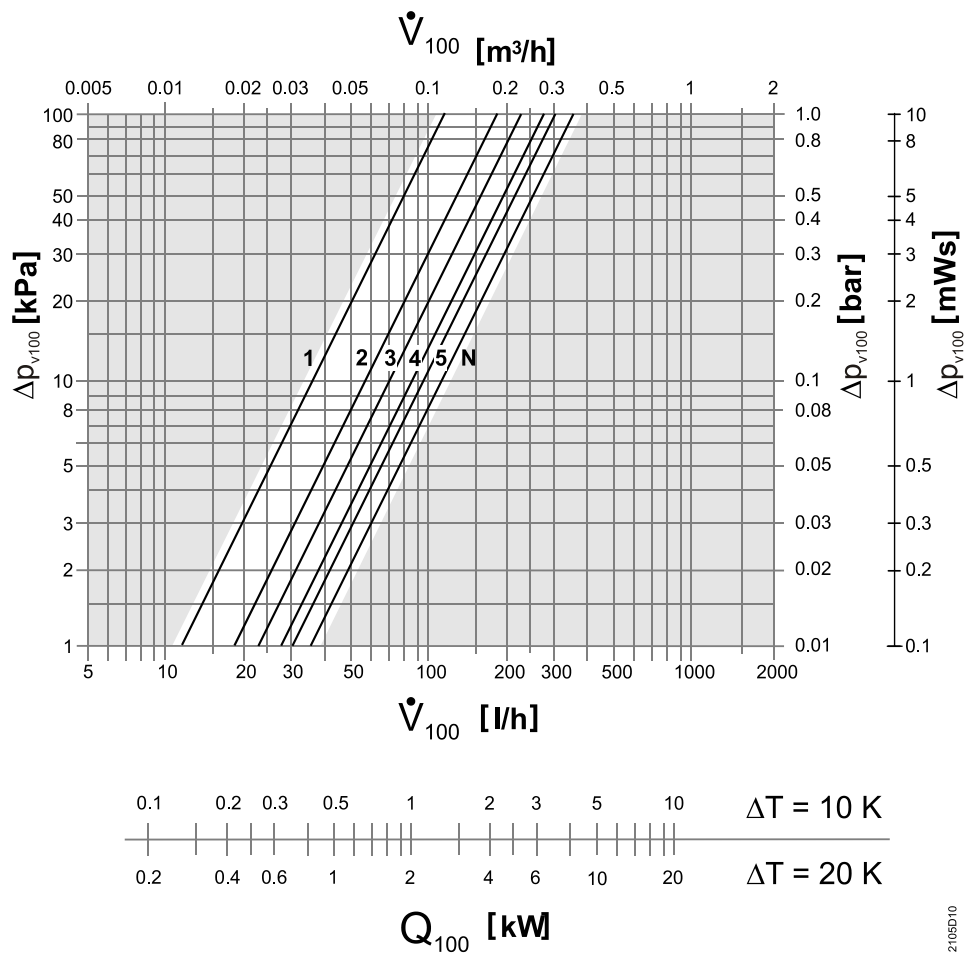 V̇100 [m³/h]
0.005 0.01 0.02 0.03 0.05 0.1 0.2 0.3 0.5 1 2
100 1.0 10
80 0.8 8
50 0.5 5
40 0.4 4
30 0.3 3
20 0.2 2
Δpv100 [kPa]
Δpv100 [bar]
Δpv100 [mWs]
1 2 3 4 5 N
10 0.1 1
8 0.08
5 0.05 0.5
3 0.03 0.3
2 0.02 0.2
1 0.01 0.1
5 10 20 30 50 100 200 300 500 1000 2000
V̇100 [l/h]
0.1 0.2 0.3 0.5 1 2 3 5 10 ΔT = 10 K
0.2 0.4 0.6 1 2 4 6 10 20 ΔT = 20 K
Q100 [kW]
2105D10